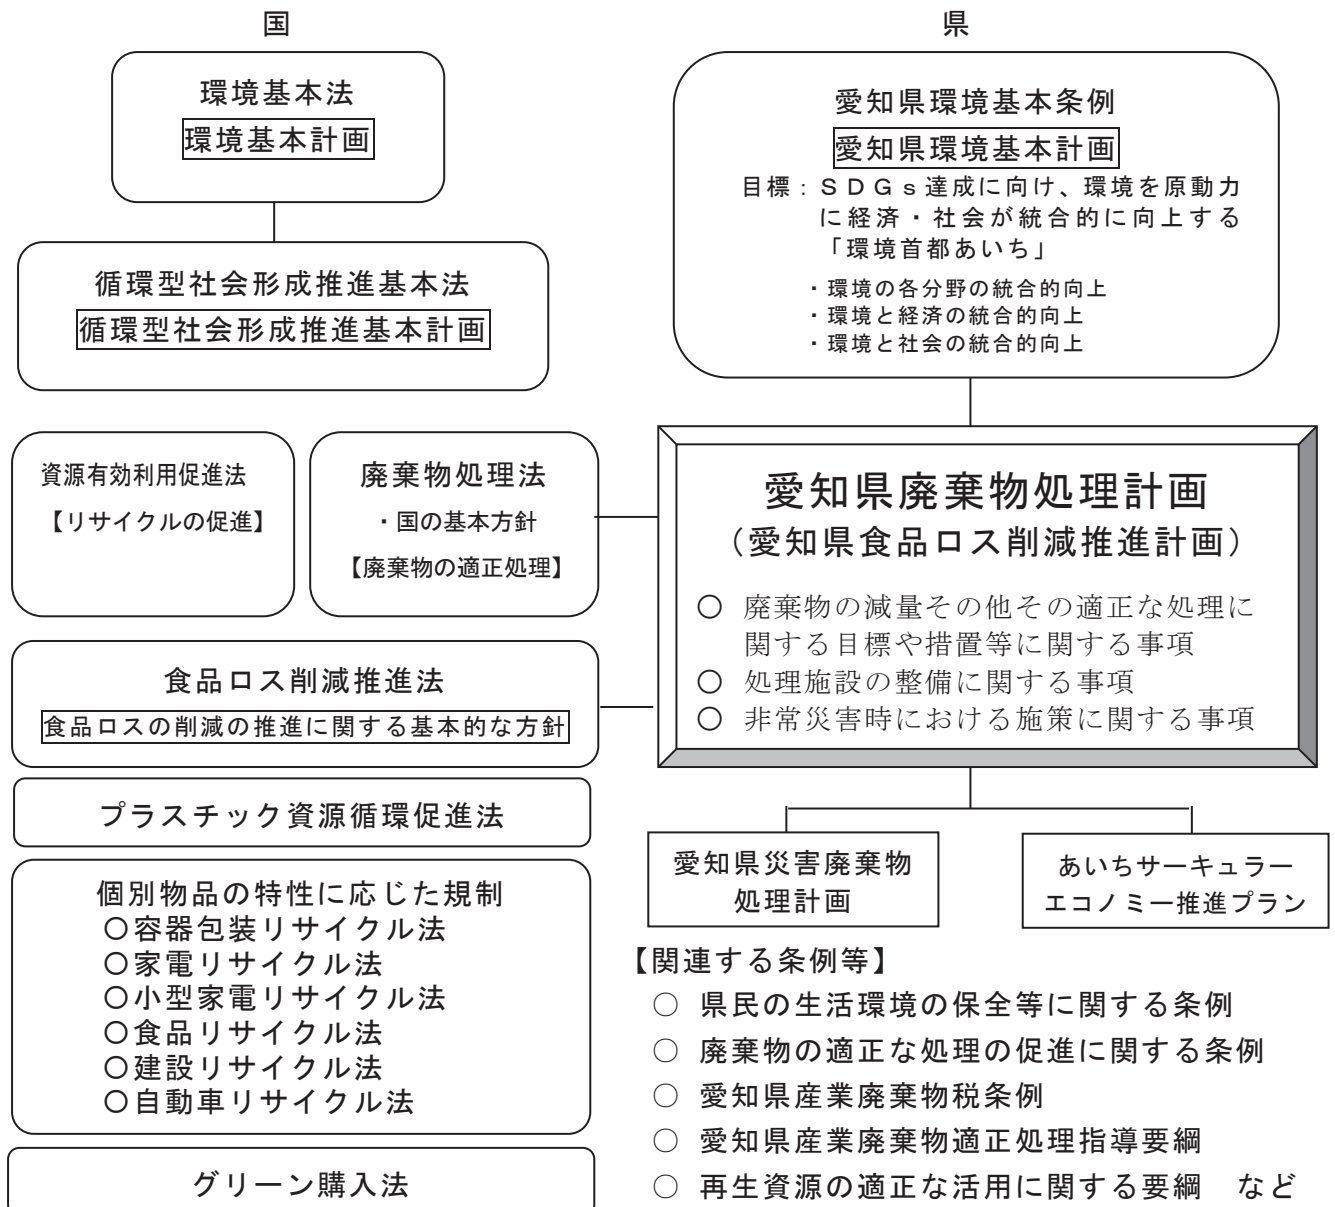 国
環境基本法
環境基本計画
循環型社会形成推進基本法
循環型社会形成推進基本計画
資源有効利用促進法
【リサイクルの促進】
廃棄物処理法
・国の基本方針
【廃棄物の適正処理】
食品ロス削減推進法
食品ロスの削減の推進に関する基本的な方針
プラスチック資源循環促進法
個別物品の特性に応じた規制
〇容器包装リサイクル法
〇家電リサイクル法
〇小型家電リサイクル法
〇食品リサイクル法
〇建設リサイクル法
〇自動車リサイクル法
グリーン購入法
県
愛知県環境基本条例
愛知県環境基本計画
目標：ＳＤＧｓ達成に向け、環境を原動力
に経済・社会が統合的に向上する
「環境首都あいち」
・環境の各分野の統合的向上
・環境と経済の統合的向上
・環境と社会の統合的向上
愛知県廃棄物処理計画
（愛知県食品ロス削減推進計画）
〇 廃棄物の減量その他その適正な処理に
関する目標や措置等に関する事項
〇 処理施設の整備に関する事項
〇 非常災害時における施策に関する事項
愛知県災害廃棄物
処理計画
あいちサーキュラー
エコノミー推進プラン
【関連する条例等】
○ 県民の生活環境の保全等に関する条例
○ 廃棄物の適正な処理の促進に関する条例
○ 愛知県産業廃棄物税条例
○ 愛知県産業廃棄物適正処理指導要綱
○ 再生資源の適正な活用に関する要綱　など